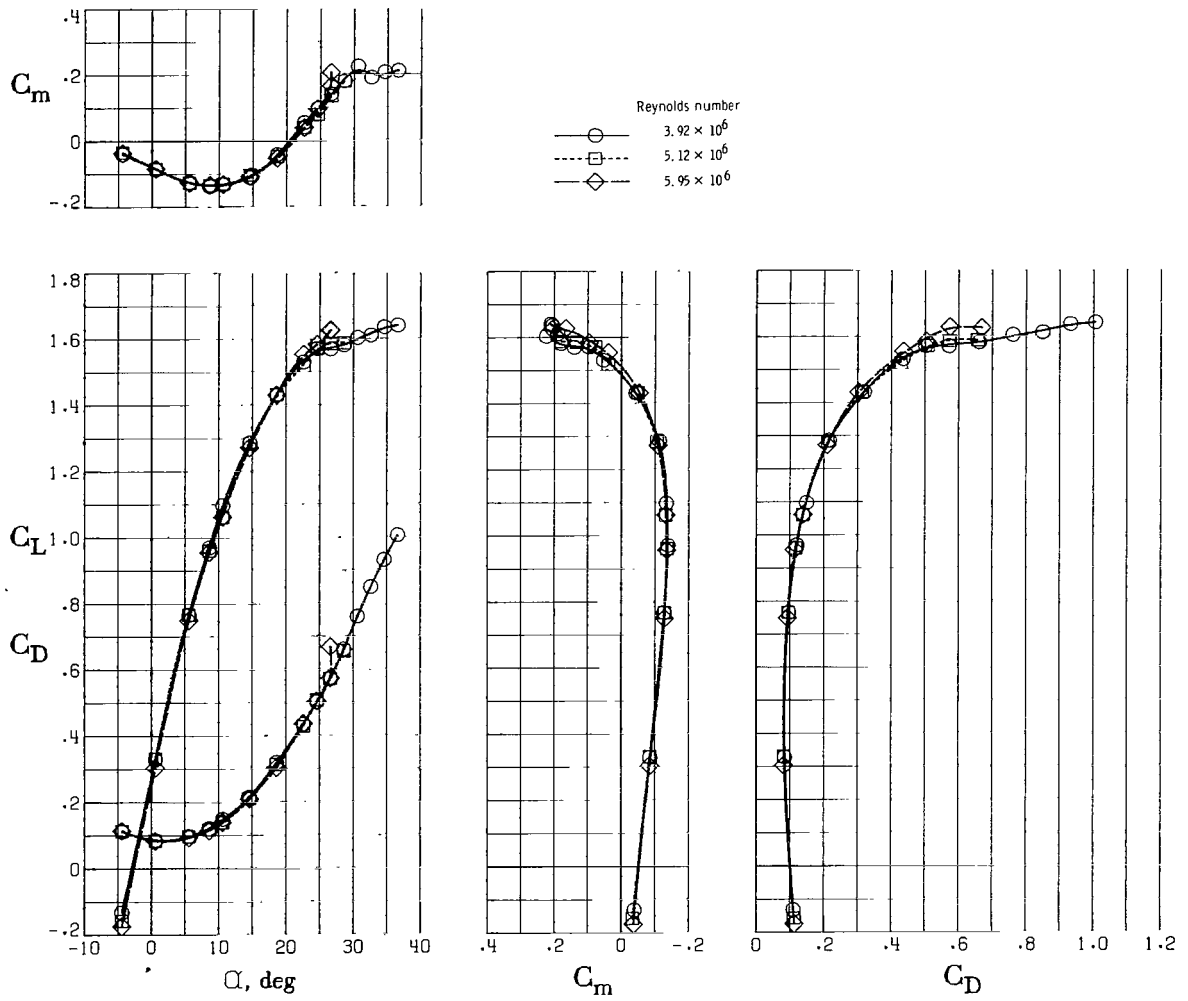 .4
.2
0
-.2
C_m
Reynolds number
3.92 × 10^6
5.12 × 10^6
5.95 × 10^6
1.8
1.6
1.4
1.2
1.0
.8
.6
.4
.2
0
-.2
C_L
C_D
-10 0 10 20 30 40
α, deg
.4 .2 0 -.2
C_m
0 .2 .4 .6 .8 1.0 1.2
C_D